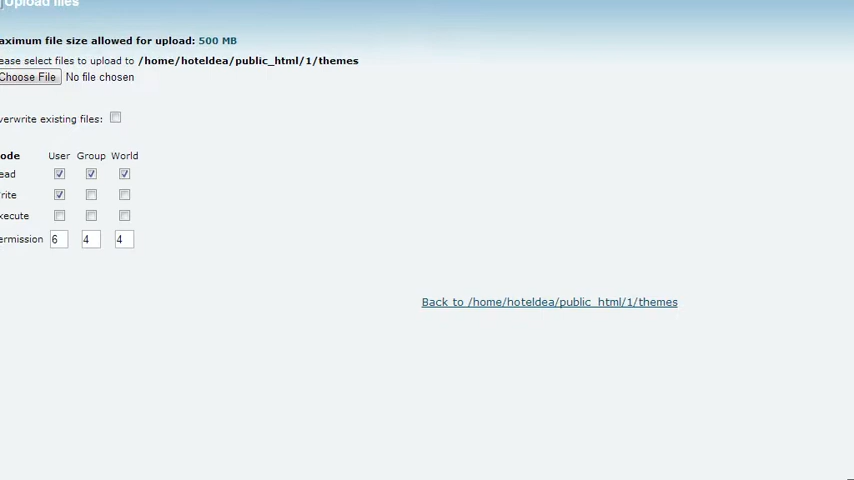 Upload files
aximum file size allowed for upload: 500 MB
ease select files to upload to /home/hoteldea/public_html/1/themes
Choose File No file chosen
verwrite existing files:
ode User Group World
ead
rite
xecute
ermission 6 4 4
Back to /home/hoteldea/public_html/1/themes